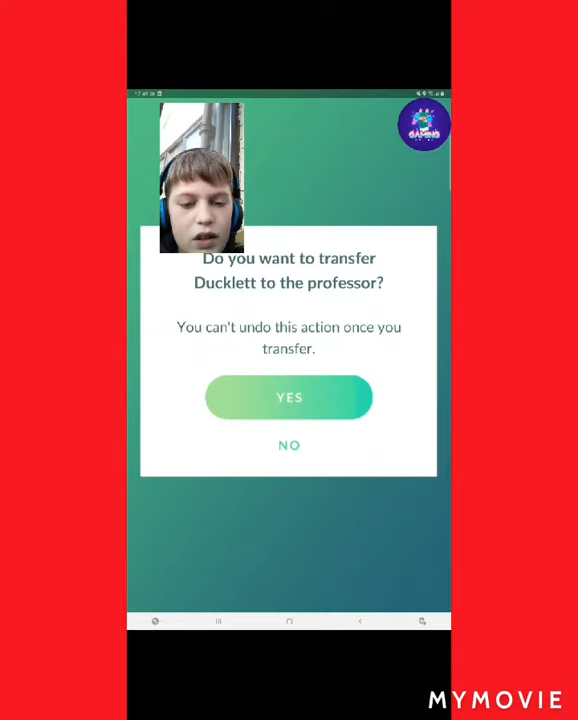 GAMING
Do you want to transfer
Ducklett to the professor?
You can't undo this action once you
transfer.
YES
NO
MYMOVIE